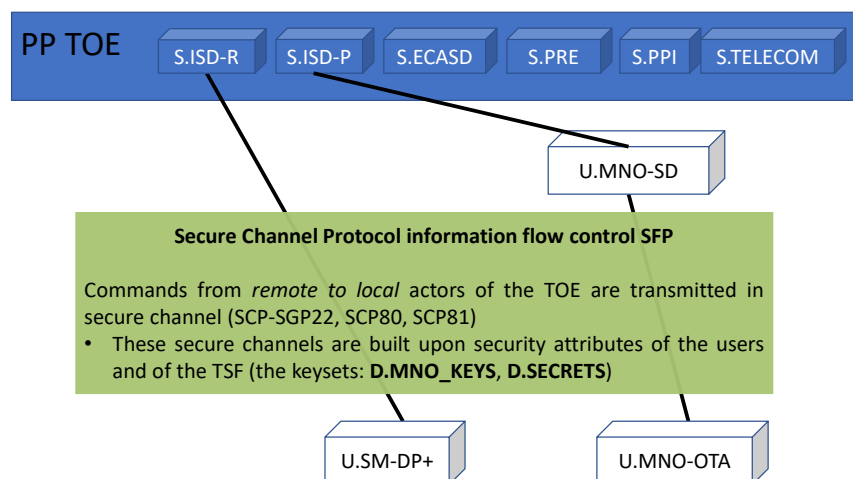 PP TOE
S.ISD-R
S.ISD-P
S.ECASD
S.PRE
S.PPI
S.TELECOM
U.MNO-SD
Secure Channel Protocol information flow control SFP
Commands from remote to local actors of the TOE are transmitted in
secure channel (SCP-SGP22, SCP80, SCP81)
• These secure channels are built upon security attributes of the users
and of the TSF (the keysets: D.MNO_KEYS, D.SECRETS)
U.SM-DP+
U.MNO-OTA